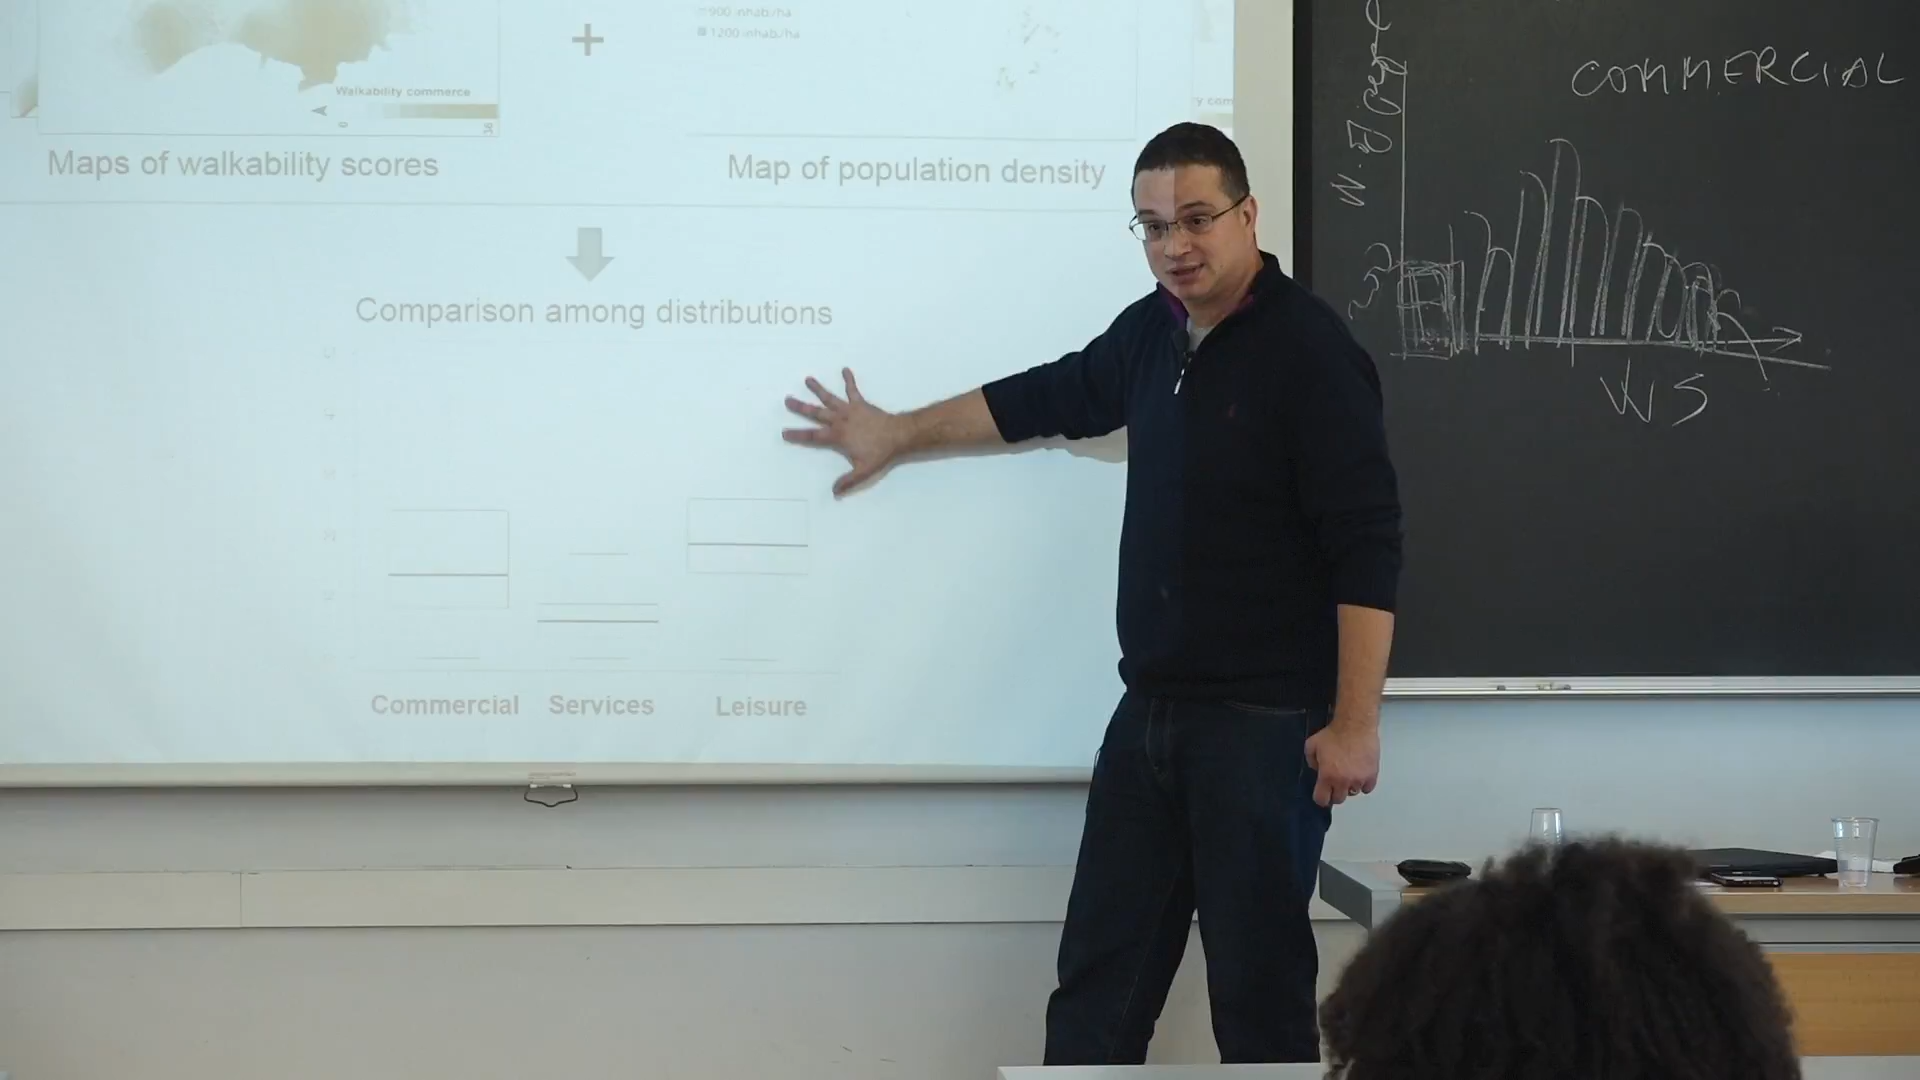 900 inhab./ha
1200 inhab./ha
+
Walkability commerce
0
Maps of walkability scores
Map of population density
Comparison among distributions
Commercial Services Leisure
COMMERCIAL
WS